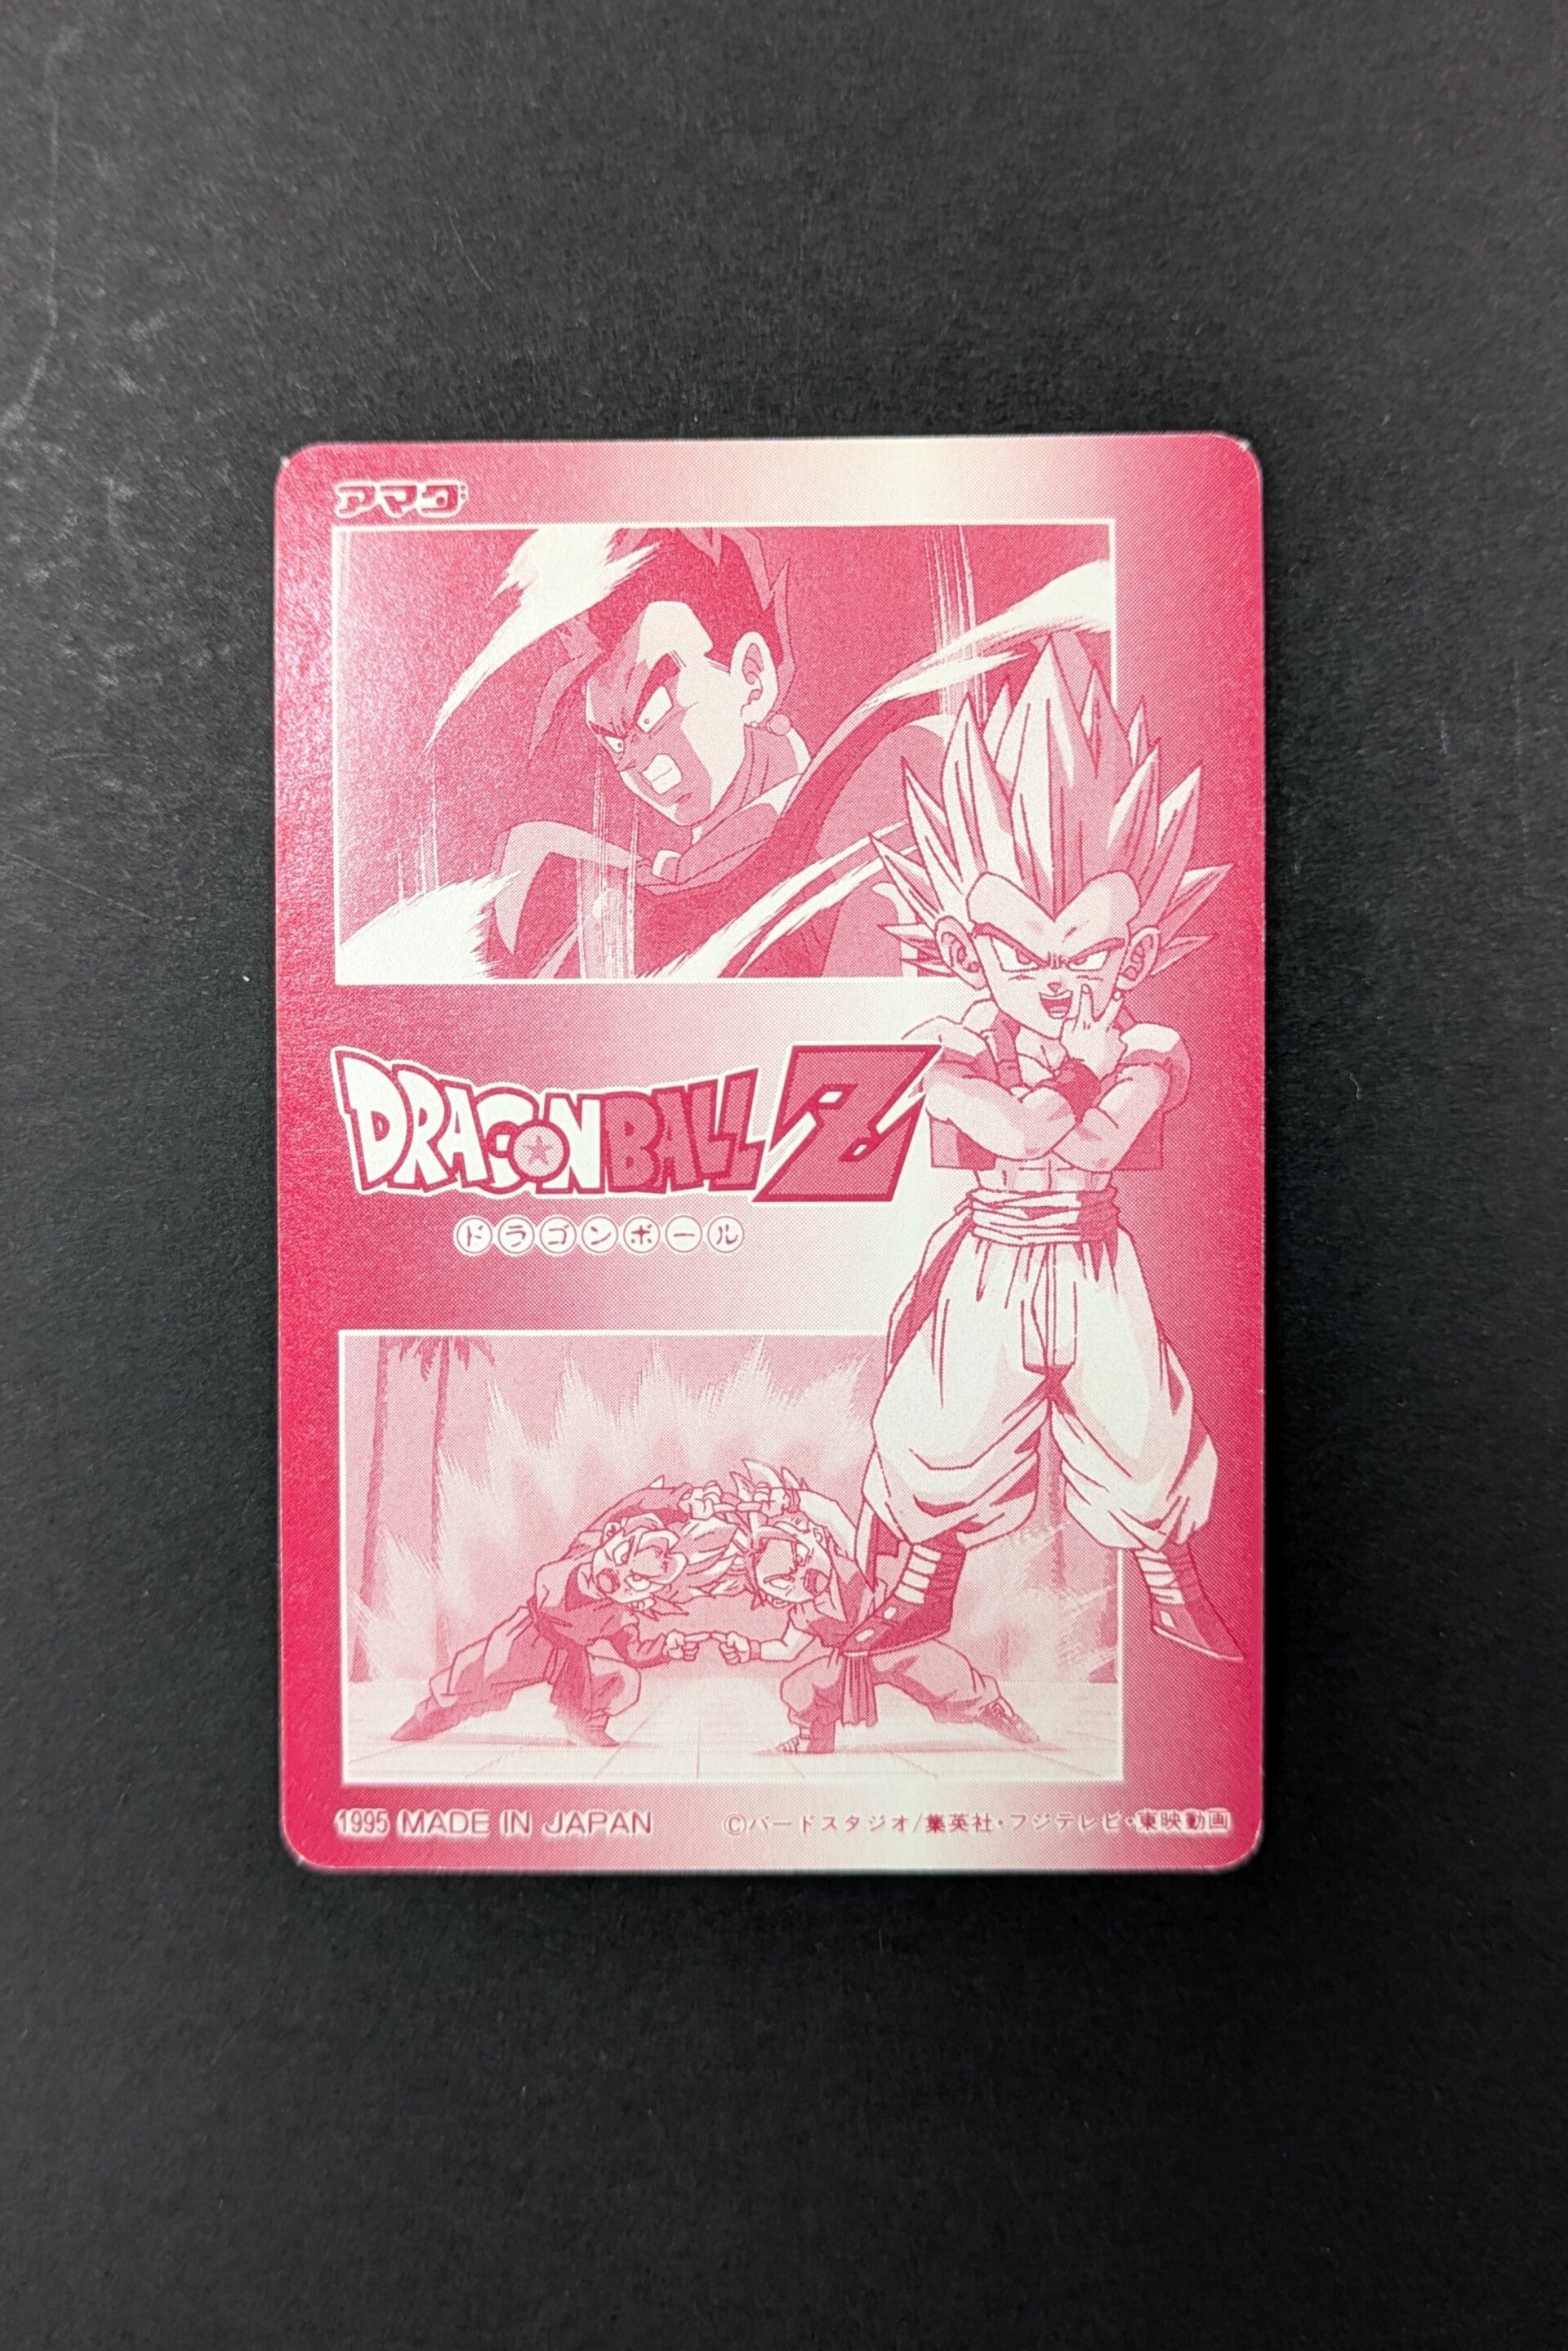 アマダ
DRAGONBALL Z
ドラゴンボール
1995 MADE IN JAPAN
©バードスタジオ/集英社・フジテレビ・東映動画